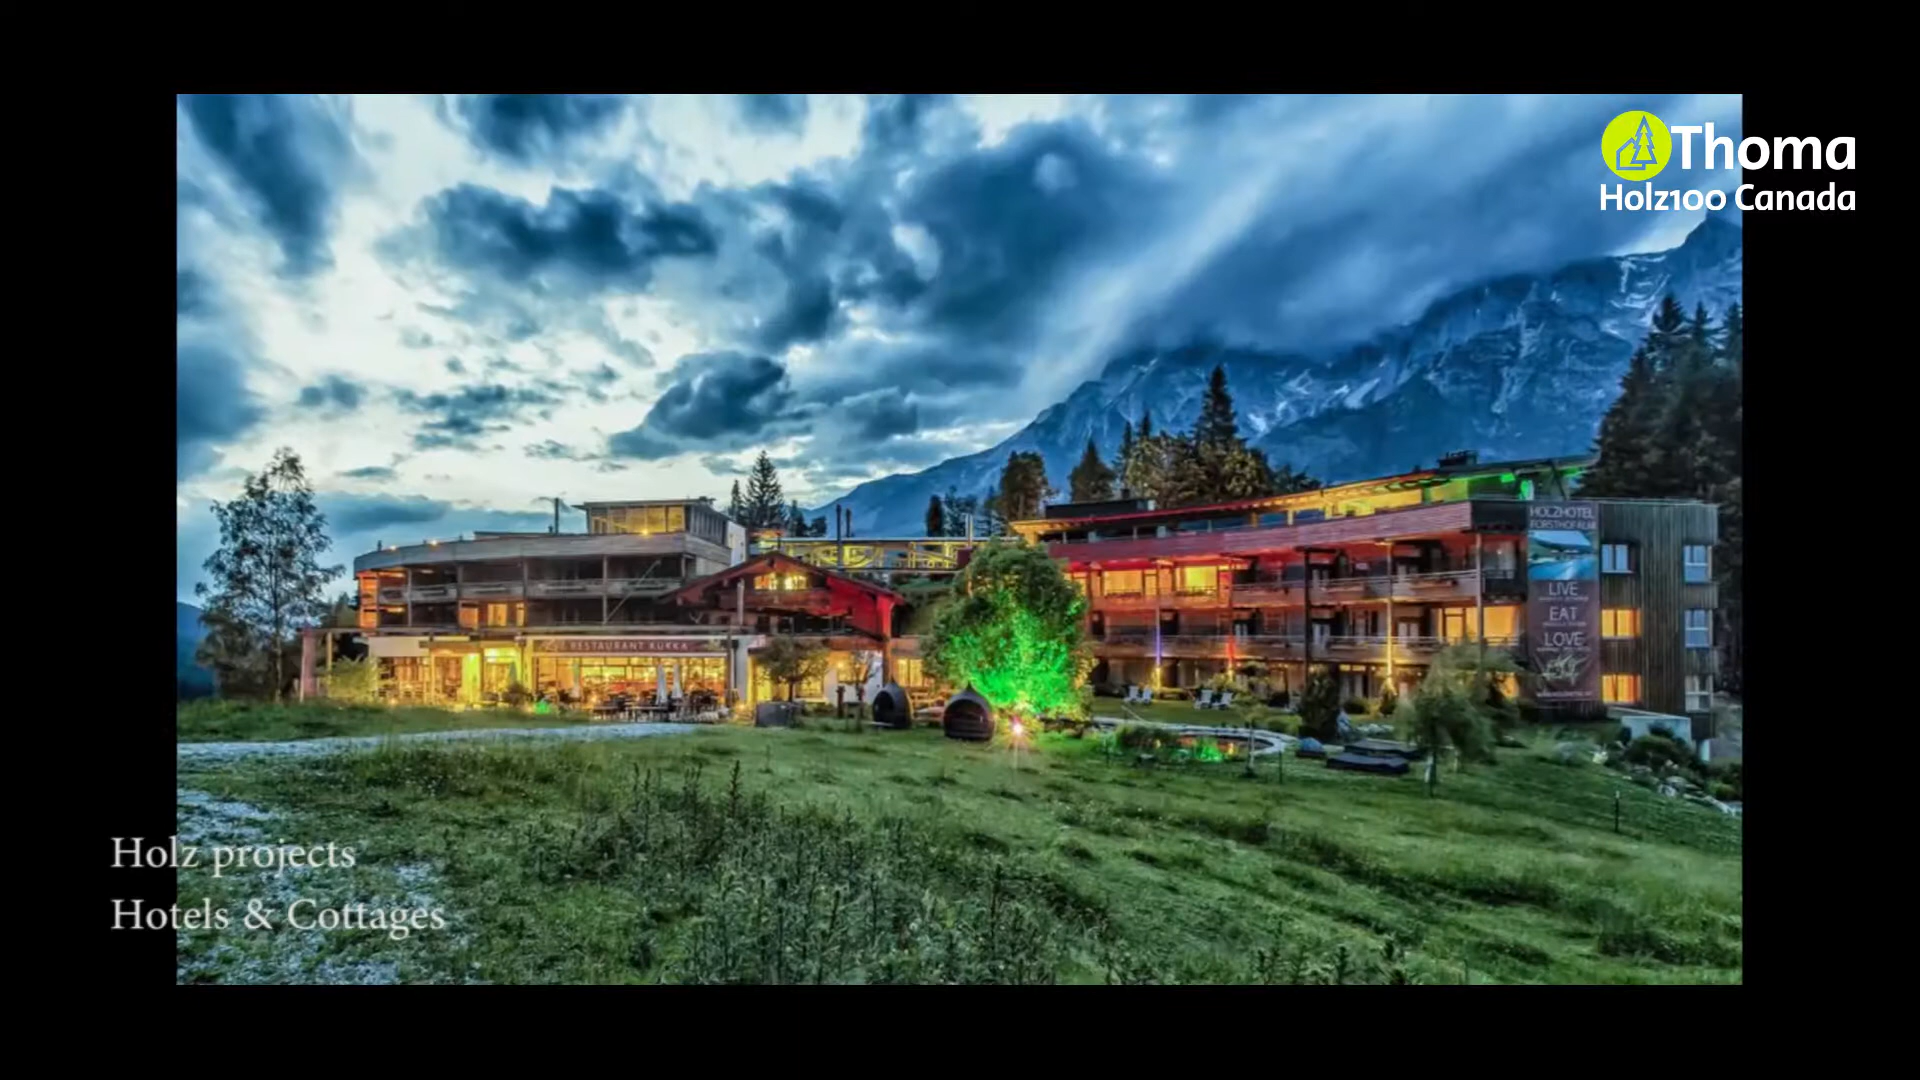 Thoma
Holz100 Canada
HOLZHOTEL
FORSTHOFALM
LIVE
EAT
LOVE
RESTAURANT KUKKA
Holz projects
Hotels & Cottages